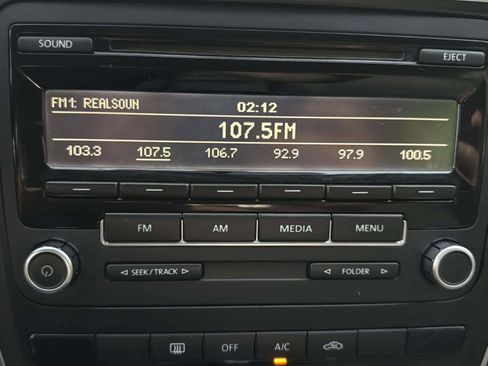 SOUND
EJECT
FM1: REALSOUN 02:12
107.5FM
103.3 107.5 106.7 92.9 97.9 100.5
FM AM MEDIA MENU
SEEK/TRACK FOLDER
OFF A/C